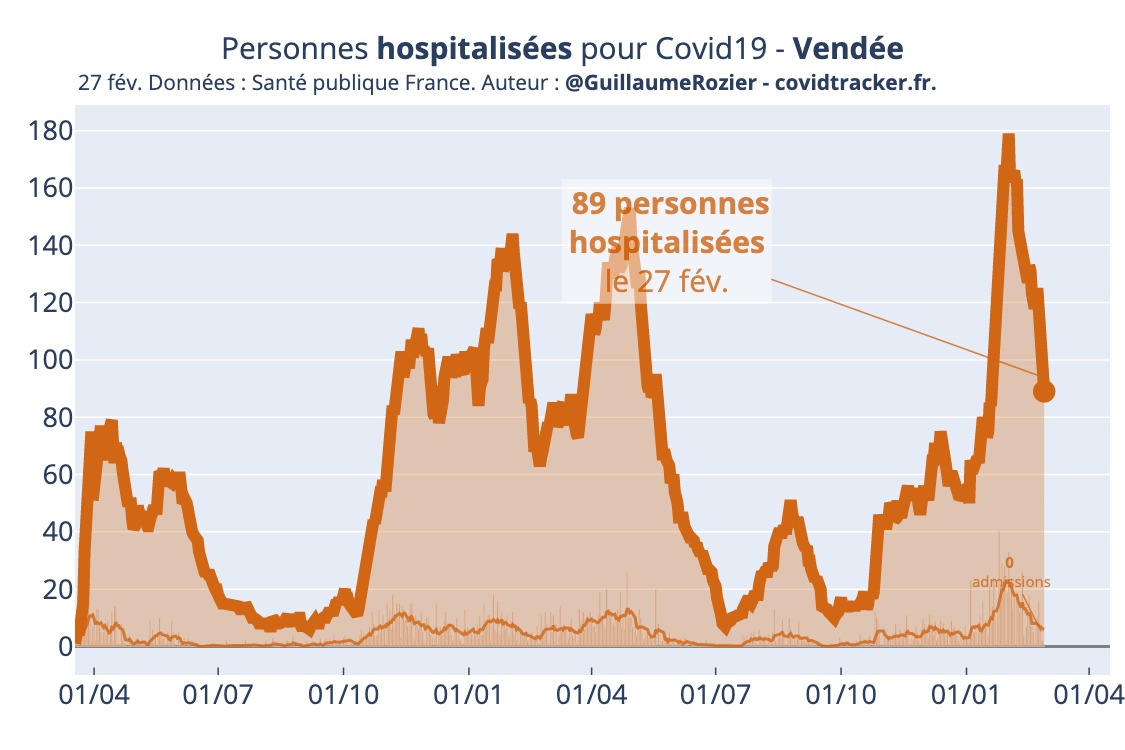 Personnes hospitalisées pour Covid19 - Vendée
27 fév. Données : Santé publique France. Auteur : @GuillaumeRozier - covidtracker.fr.
180
160
140
120
100
80
60
40
20
0
89 personnes
hospitalisées
le 27 fév.
0
admissions
01/04 01/07 01/10 01/01 01/04 01/07 01/10 01/01 01/04